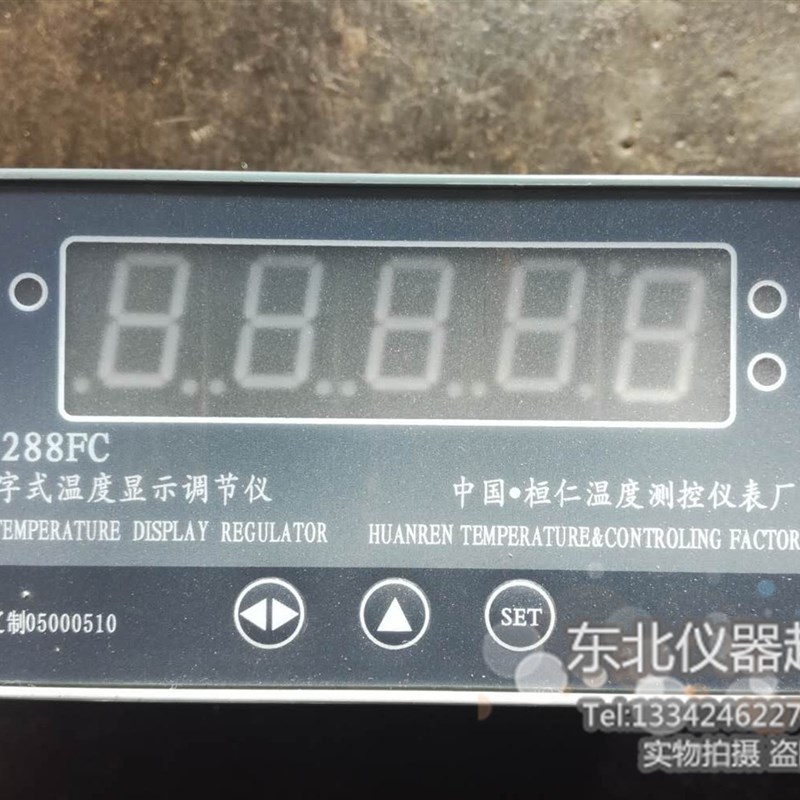 288FC
字式温度显示调节仪
中国·桓仁温度测控仪表厂
TEMPERATURE DISPLAY REGULATOR
HUANREN TEMPERATURE&CONTROLING FACTOR
制05000510
SET
东北仪器超
Tel:13342462277
实物拍摄 盗